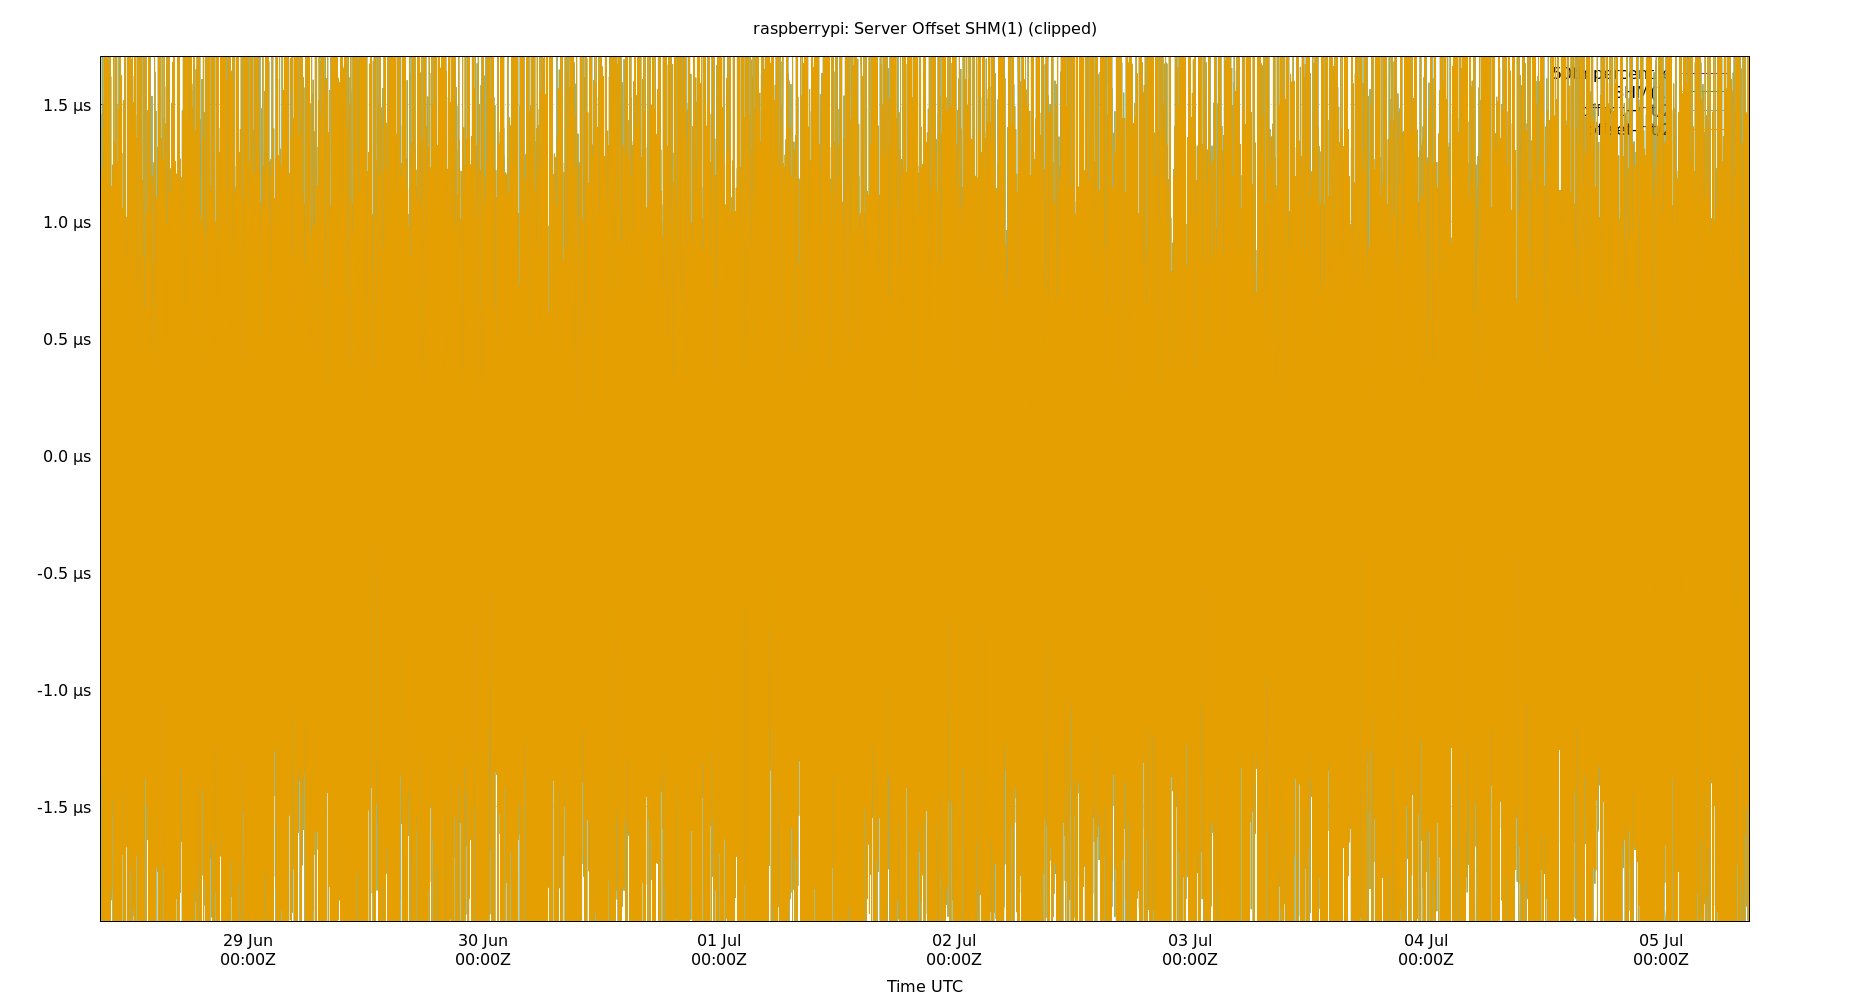 raspberrypi: Server Offset SHM(1) (clipped)
1.5 µs
1.0 µs
0.5 µs
0.0 µs
-0.5 µs
-1.0 µs
-1.5 µs
29 Jun 30 Jun 01 Jul 02 Jul 03 Jul 04 Jul 05 Jul
00:00Z 00:00Z 00:00Z 00:00Z 00:00Z 00:00Z 00:00Z
Time UTC